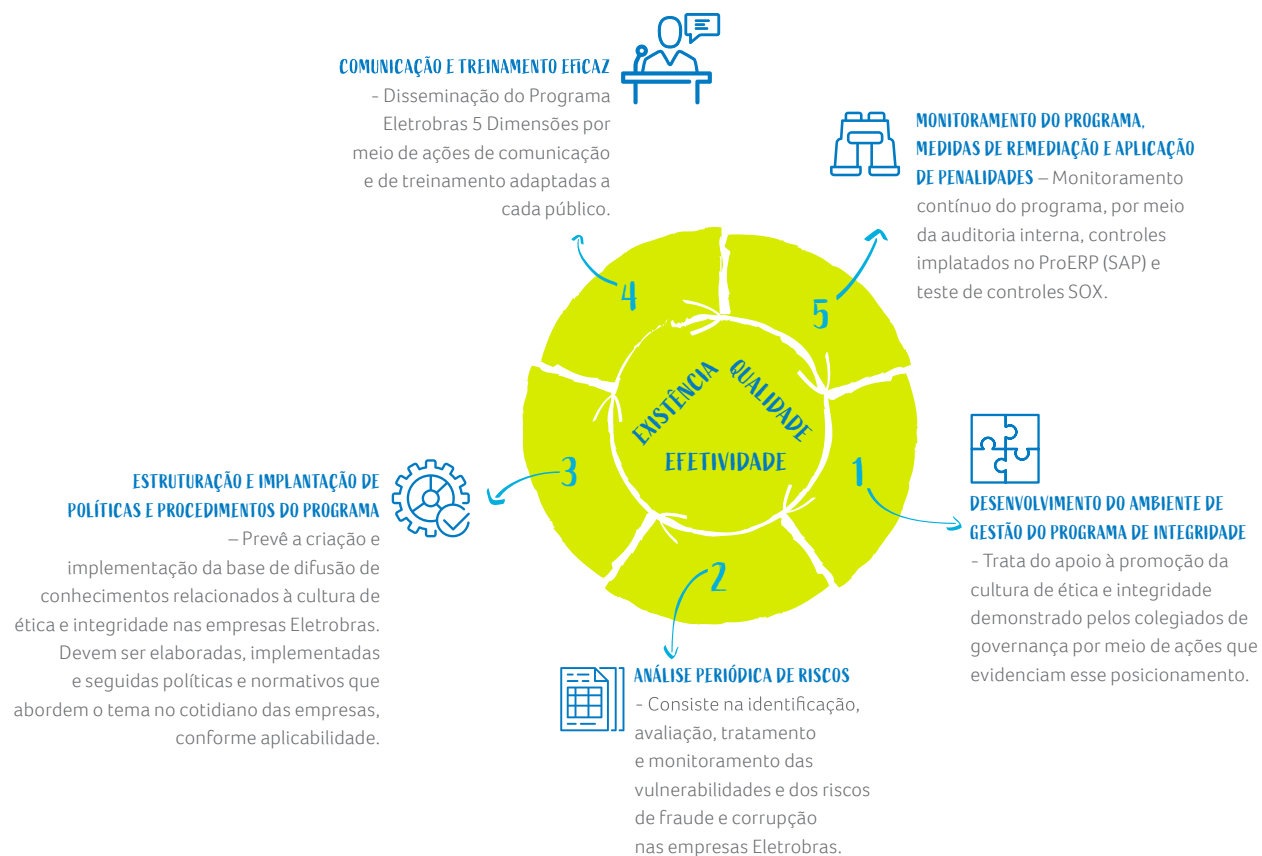 COMUNICAÇÃO E TREINAMENTO EFICAZ
- Disseminação do Programa
Eletrobras 5 Dimensões por
meio de ações de comunicação
e de treinamento adaptadas a
cada público.
MONITORAMENTO DO PROGRAMA,
MEDIDAS DE REMEDIAÇÃO E APLICAÇÃO
DE PENALIDADES – Monitoramento
contínuo do programa, por meio
da auditoria interna, controles
implatados no ProERP (SAP) e
teste de controles SOX.
4
5
EXISTÊNCIA
QUALIDADE
EFETIVIDADE
3
1
2
ESTRUTURAÇÃO E IMPLANTAÇÃO DE
POLÍTICAS E PROCEDIMENTOS DO PROGRAMA
– Prevê a criação e
implementação da base de difusão de
conhecimentos relacionados à cultura de
ética e integridade nas empresas Eletrobras.
Devem ser elaboradas, implementadas
e seguidas políticas e normativos que
abordem o tema no cotidiano das empresas,
conforme aplicabilidade.
DESENVOLVIMENTO DO AMBIENTE DE
GESTÃO DO PROGRAMA DE INTEGRIDADE
- Trata do apoio à promoção da
cultura de ética e integridade
demonstrado pelos colegiados de
governança por meio de ações que
evidenciam esse posicionamento.
ANÁLISE PERIÓDICA DE RISCOS
- Consiste na identificação,
avaliação, tratamento
e monitoramento das
vulnerabilidades e dos riscos
de fraude e corrupção
nas empresas Eletrobras.